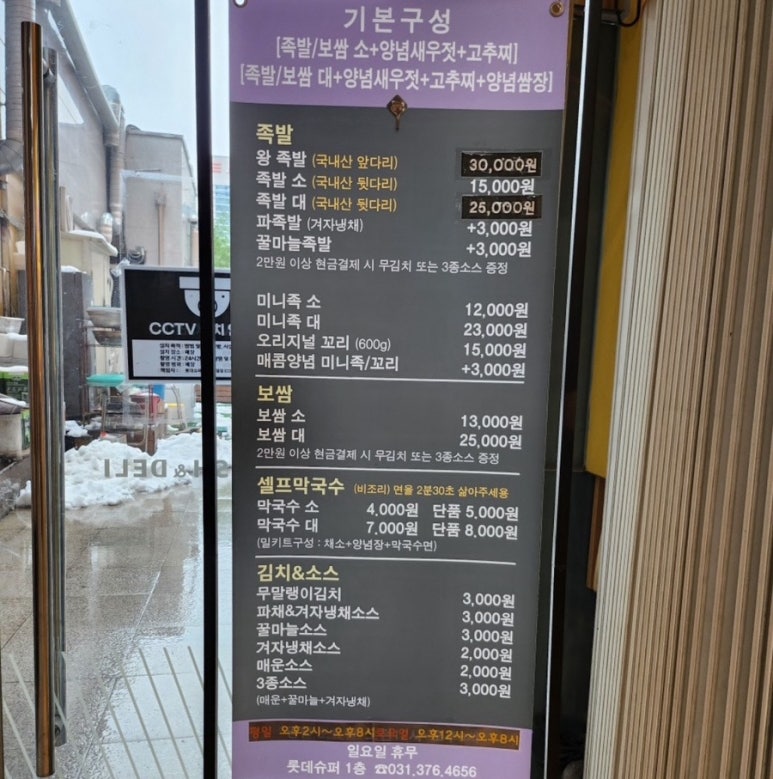 기본구성
[족발/보쌈 소+양념새우젓+고추찌]
[족발/보쌈 대+양념새우젓+고추찌+양념쌈장]
족발
왕 족발 (국내산 앞다리) 30,000원
족발 소 (국내산 뒷다리) 15,000원
족발 대 (국내산 뒷다리) 25,000원
파족발 (겨자냉채) +3,000원
꿀마늘족발 +3,000원
2만원 이상 현금결제 시 무김치 또는 3종소스 증정
미니족 소 12,000원
미니족 대 23,000원
오리지널 꼬리 (600g) 15,000원
매콤양념 미니족/꼬리 +3,000원
보쌈
보쌈 소 13,000원
보쌈 대 25,000원
2만원 이상 현금결제 시 무김치 또는 3종소스 증정
셀프막국수 (비조리) 면을 2분30초 삶아주세용
막국수 소 4,000원 단품 5,000원
막국수 대 7,000원 단품 8,000원
(밀키트구성 : 채소+양념장+막국수면)
김치&소스
무말랭이김치 3,000원
파채&겨자냉채소스 3,000원
꿀마늘소스 3,000원
겨자냉채소스 2,000원
매운소스 2,000원
3종소스 3,000원
(매운+꿀마늘+겨자냉채)
평일 오후2시~오후8시 오후12시~오후8시
일요일 휴무
롯데슈퍼 1층 ☎031.376.4656
CCTV
& DELI